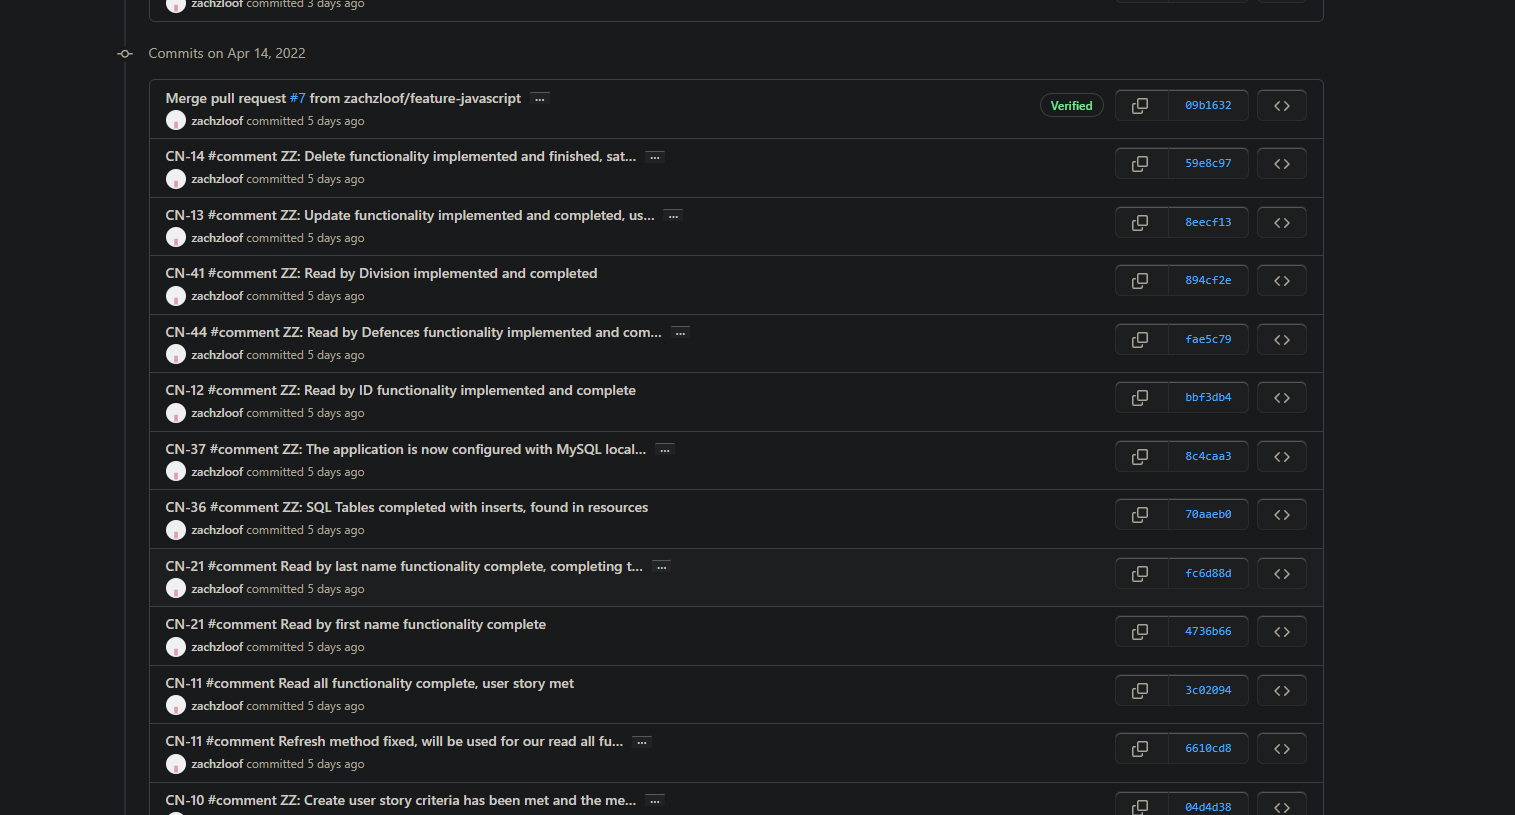 zachzloof committed 3 days ago
Commits on Apr 14, 2022
Merge pull request #7 from zachzloof/feature-javascript ...
zachzloof committed 5 days ago
Verified
09b1632
CN-14 #comment ZZ: Delete functionality implemented and finished, sat... ...
zachzloof committed 5 days ago
59e8c97
CN-13 #comment ZZ: Update functionality implemented and completed, us... ...
zachzloof committed 5 days ago
8eecf13
CN-41 #comment ZZ: Read by Division implemented and completed
zachzloof committed 5 days ago
894cf2e
CN-44 #comment ZZ: Read by Defences functionality implemented and com... ...
zachzloof committed 5 days ago
fae5c79
CN-12 #comment ZZ: Read by ID functionality implemented and complete
zachzloof committed 5 days ago
bbf3db4
CN-37 #comment ZZ: The application is now configured with MySQL local... ...
zachzloof committed 5 days ago
8c4caa3
CN-36 #comment ZZ: SQL Tables completed with inserts, found in resources
zachzloof committed 5 days ago
70aaeb0
CN-21 #comment Read by last name functionality complete, completing t... ...
zachzloof committed 5 days ago
fc6d88d
CN-21 #comment Read by first name functionality complete
zachzloof committed 5 days ago
4736b66
CN-11 #comment Read all functionality complete, user story met
zachzloof committed 5 days ago
3c02094
CN-11 #comment Refresh method fixed, will be used for our read all fu... ...
zachzloof committed 5 days ago
6610cd8
CN-10 #comment ZZ: Create user story criteria has been met and the me... ...
04d4d38